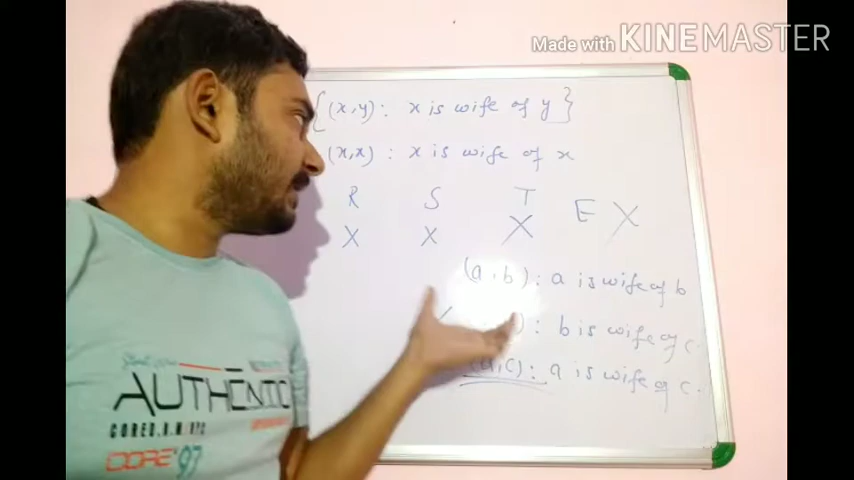 Made with KINEMASTER
{(x,y): x is wife of y}
(x,x) : x is wife of x
R S T E X
X X X
(a,b): a is wife of b
) : b is wife of c.
(a,c): a is wife of c.
AUTHENTIC
CORE'97